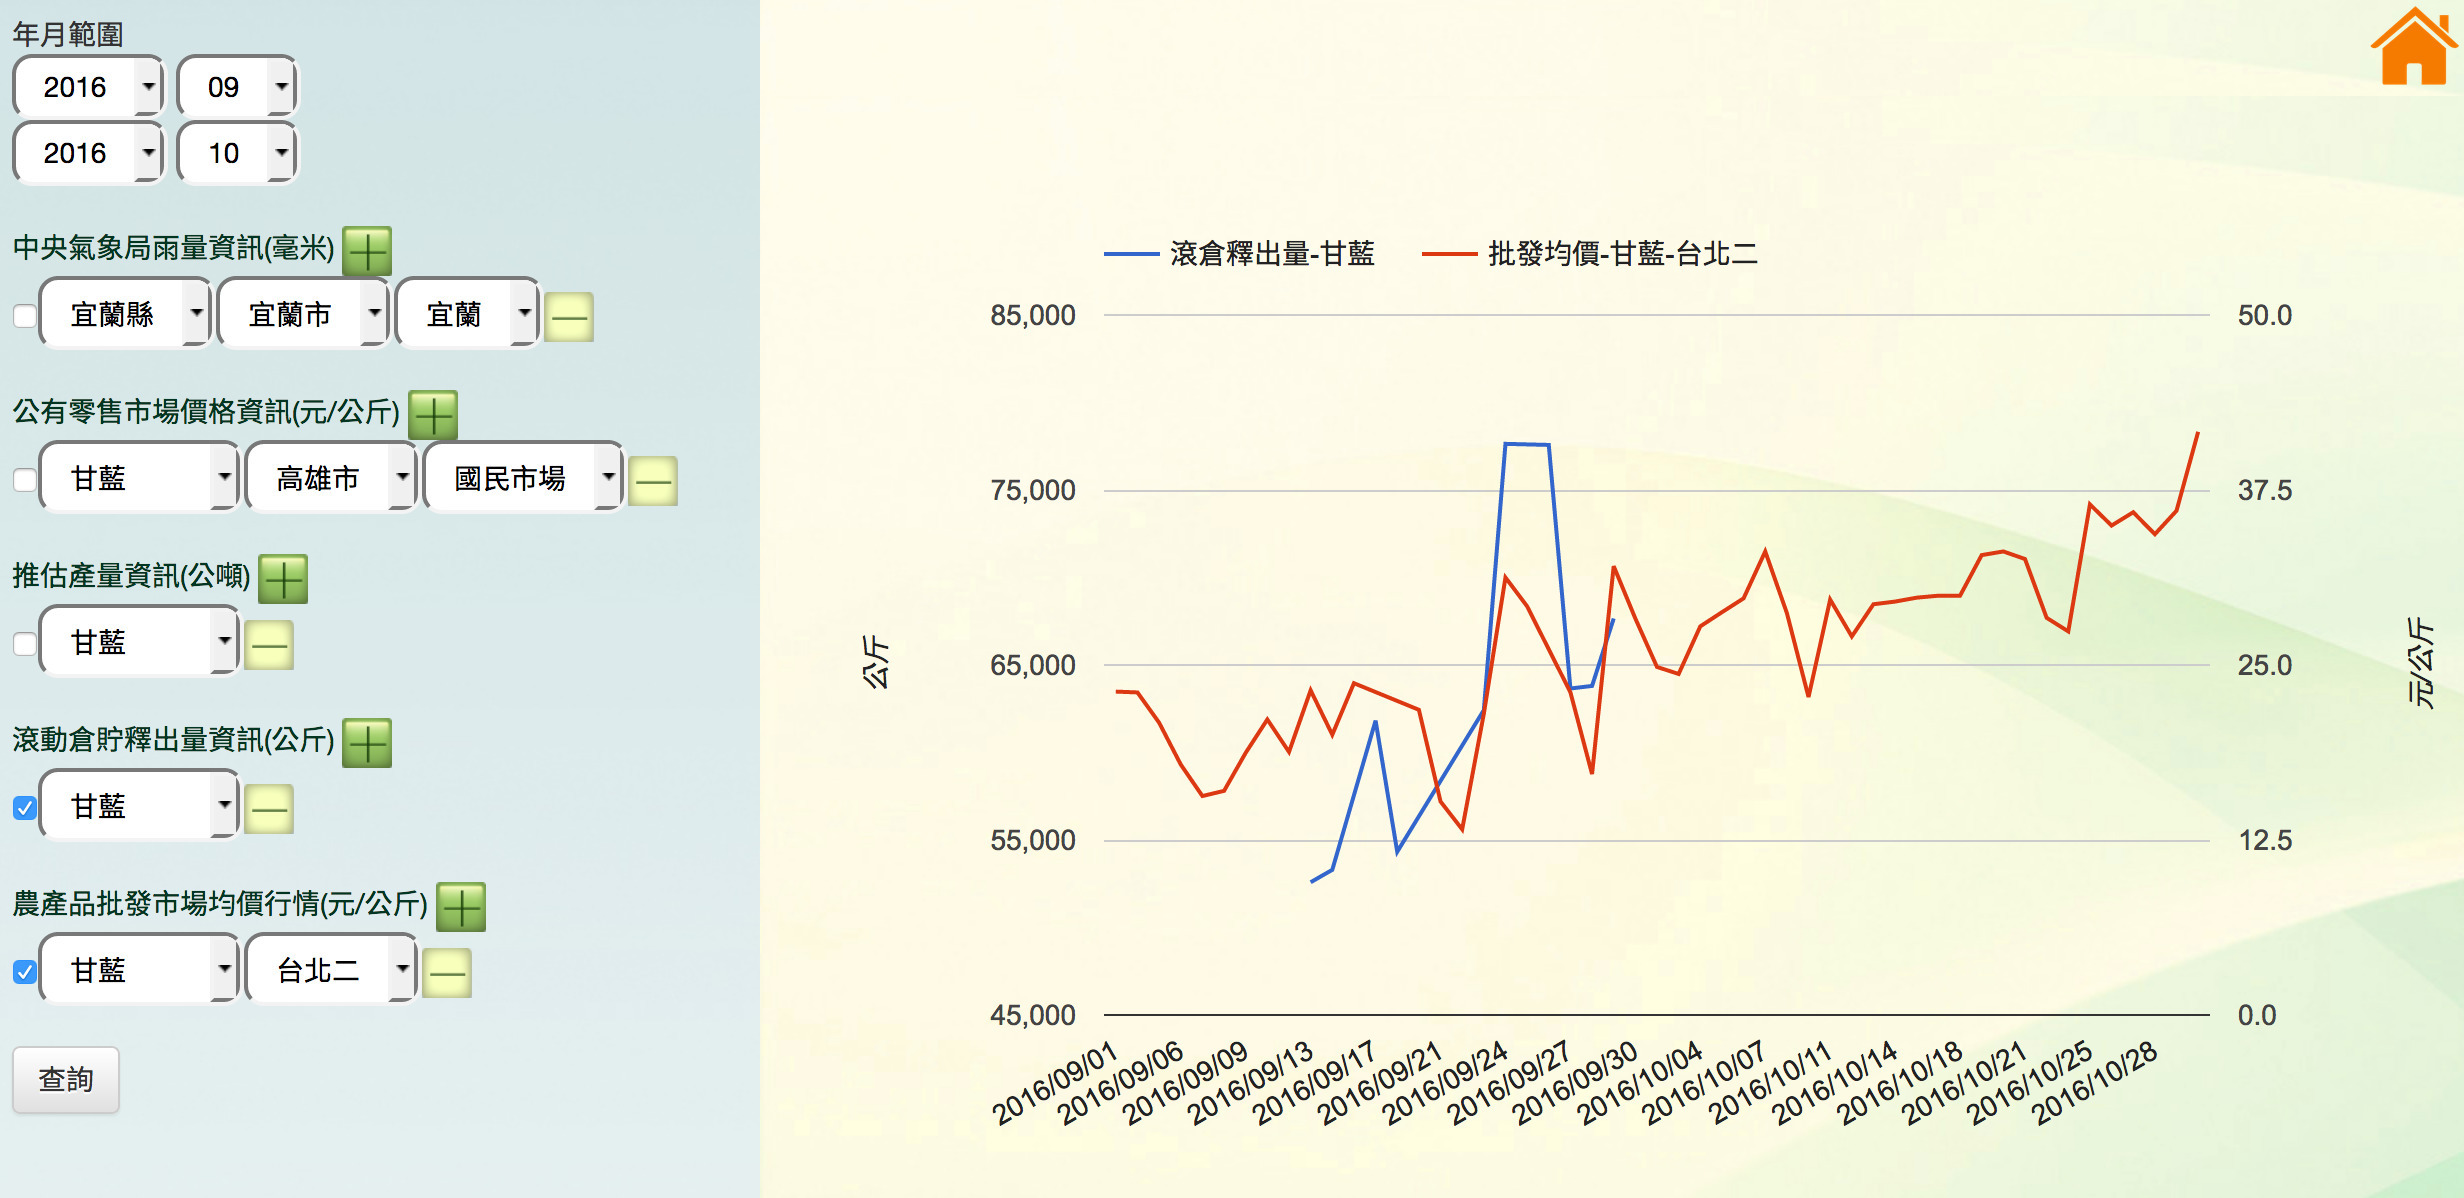 年月範圍
2016 09
2016 10
中央氣象局雨量資訊(毫米)
宜蘭縣 宜蘭市 宜蘭
公有零售市場價格資訊(元/公斤)
甘藍 高雄市 國民市場
推估產量資訊(公噸)
甘藍
滾動倉貯釋出量資訊(公斤)
甘藍
農產品批發市場均價行情(元/公斤)
甘藍 台北二
查詢
滾倉釋出量-甘藍 批發均價-甘藍-台北二
85,000 50.0
75,000 37.5
65,000 25.0
55,000 12.5
45,000 0.0
公斤
元/公斤
2016/09/01
2016/09/06
2016/09/09
2016/09/13
2016/09/17
2016/09/21
2016/09/24
2016/09/27
2016/09/30
2016/10/04
2016/10/07
2016/10/11
2016/10/14
2016/10/18
2016/10/21
2016/10/25
2016/10/28